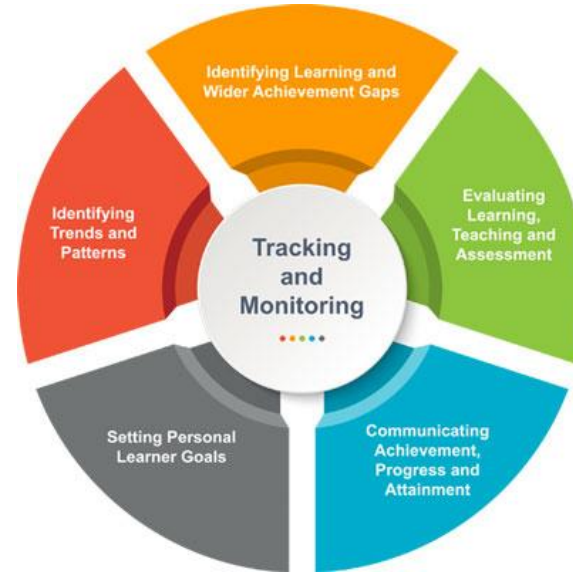 Identifying Learning and
Wider Achievement Gaps
Evaluating
Learning,
Teaching and
Assessment
Communicating
Achievement,
Progress and
Attainment
Setting Personal
Learner Goals
Identifying
Trends and
Patterns
Tracking
and
Monitoring